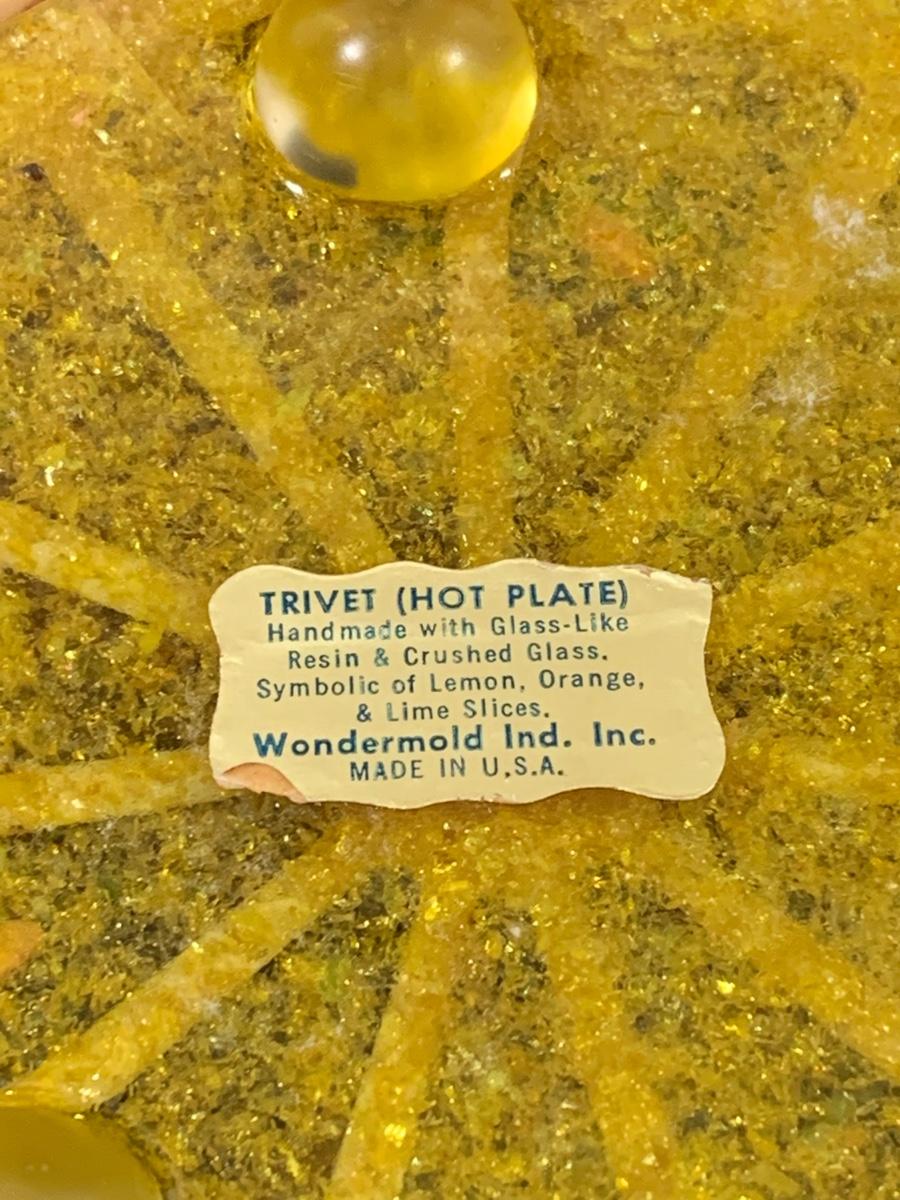 TRIVET (HOT PLATE)
Handmade with Glass-Like
Resin & Crushed Glass.
Symbolic of Lemon, Orange,
& Lime Slices.
Wondermold Ind. Inc.
MADE IN U.S.A.